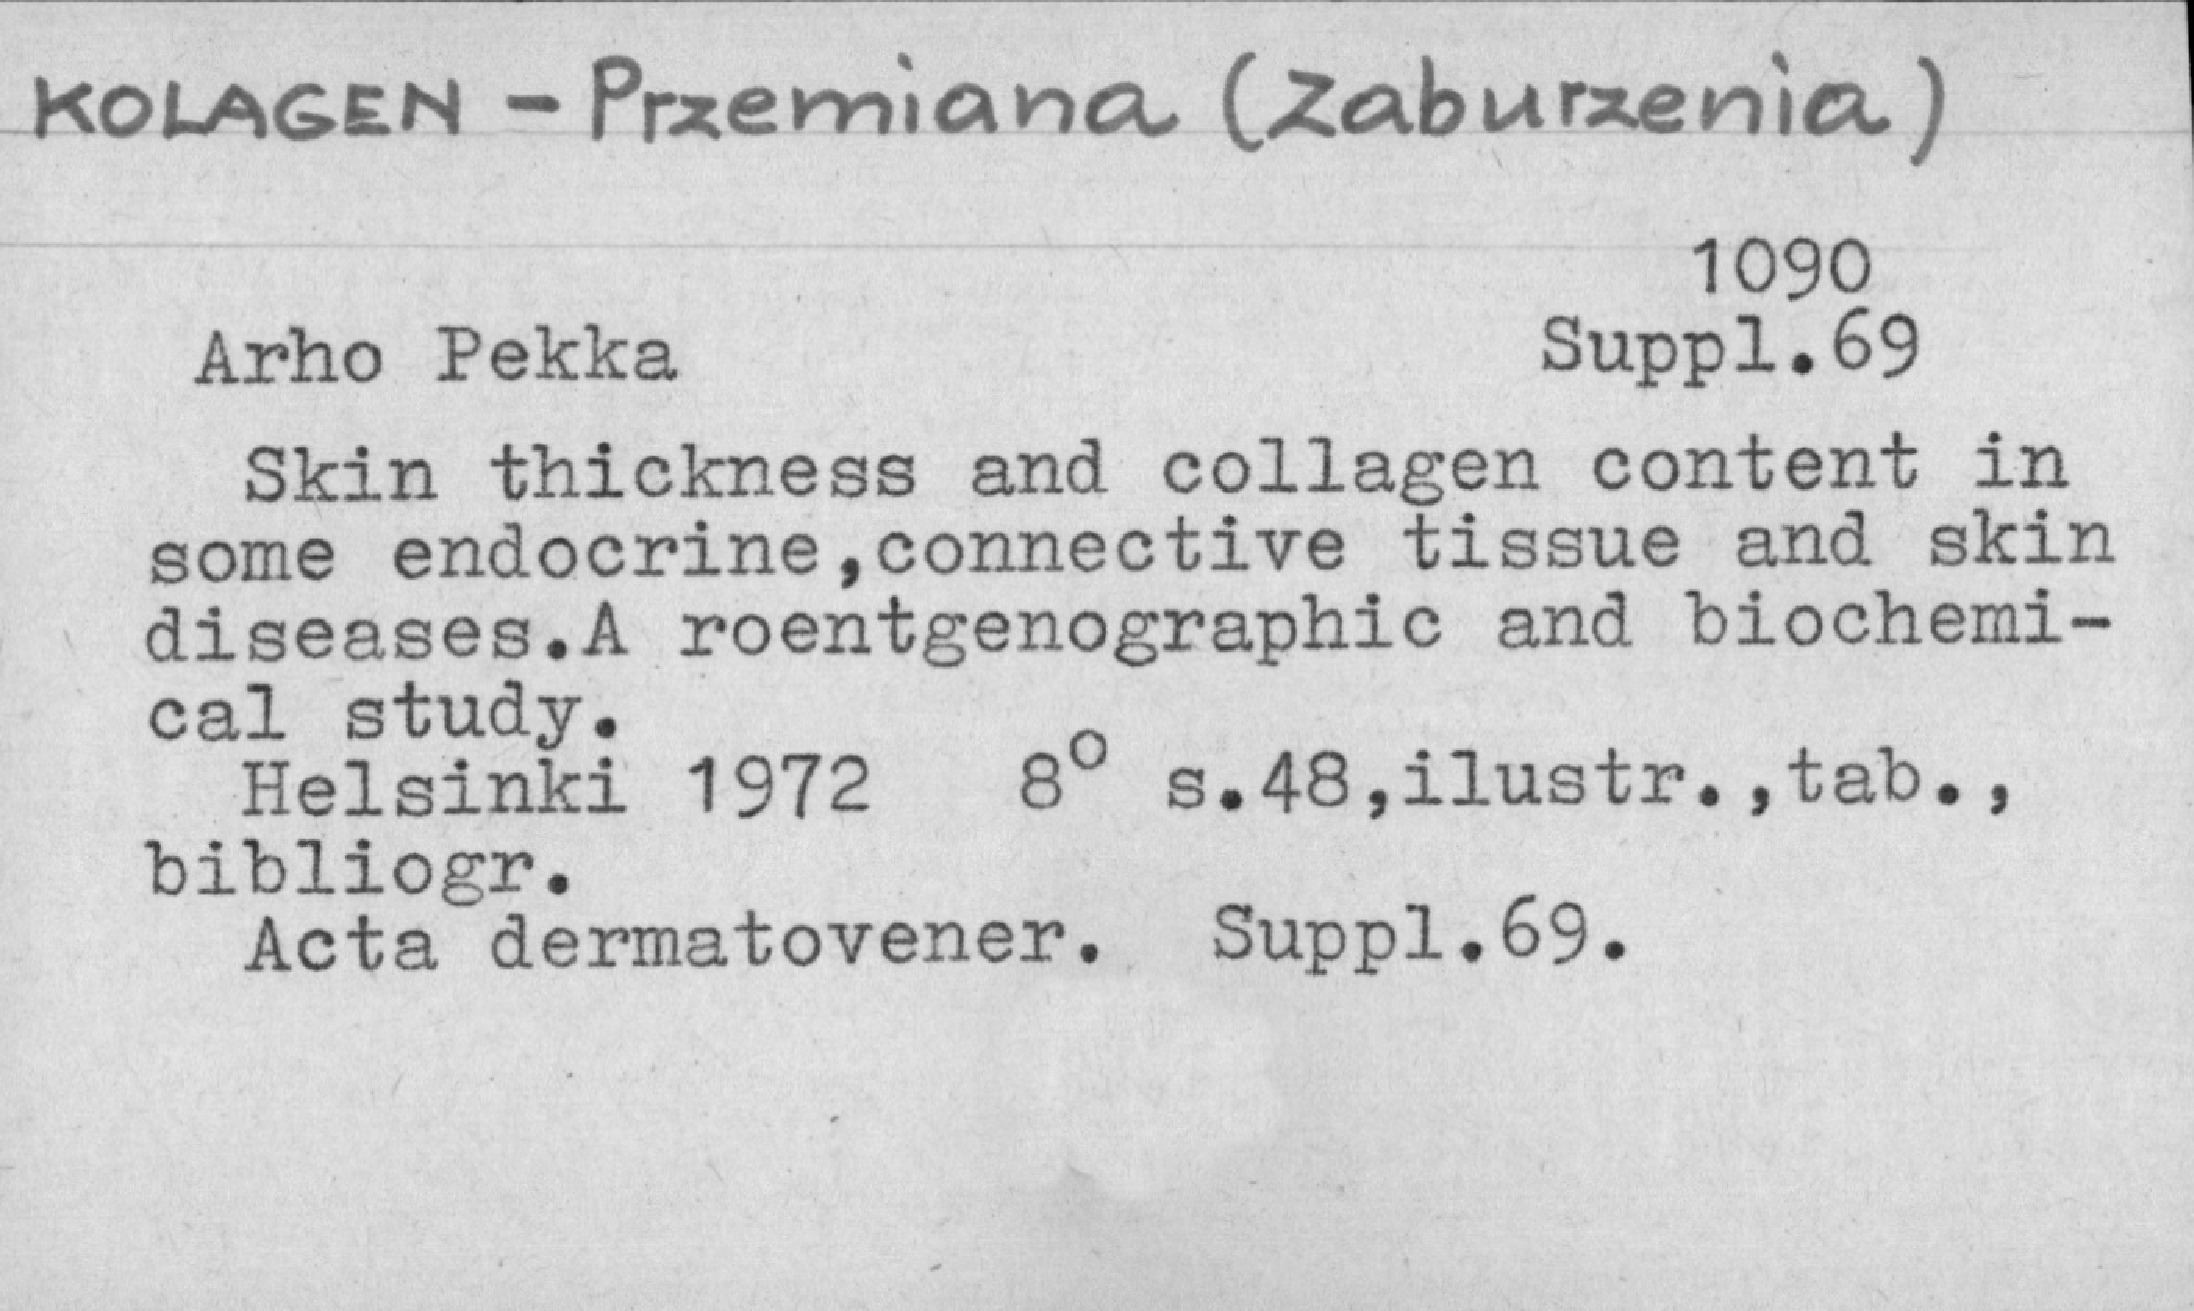 KOLAGEN - Przemiana (Zaburzenia)
1090
Arho Pekka Suppl.69
Skin thickness and collagen content in
some endocrine,connective tissue and skin
diseases.A roentgenographic and biochemi-
cal study.
Helsinki 1972 8° s.48,ilustr.,tab.,
bibliogr.
Acta dermatovener. Suppl.69.